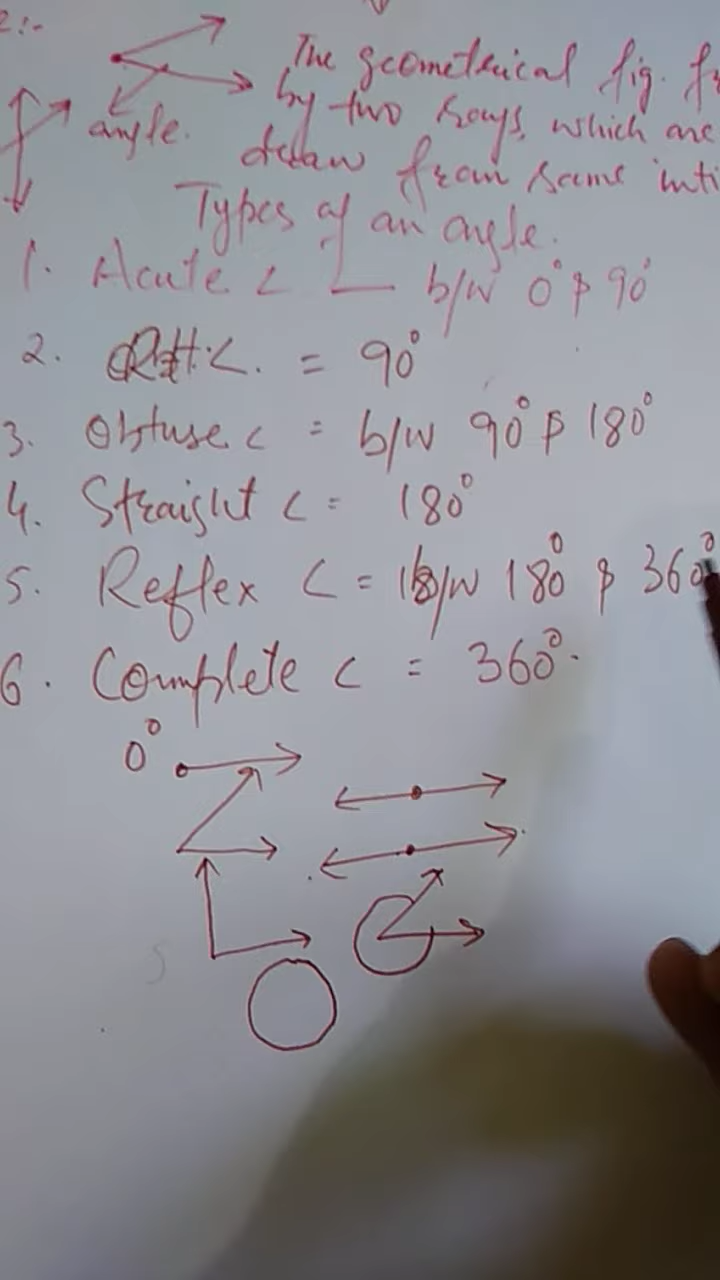 2:-
The geometrical fig. f
by two rays, which are
angle.
draw from same inti
Types of an angle.
1. Acute < b/w 0° & 90°
2. Rt. <. = 90°
3. Obtuse < = b/w 90° & 180°
4. Straight < = 180°
5. Reflex < = b/w 180° & 360°
6. Complete < = 360°.
0°